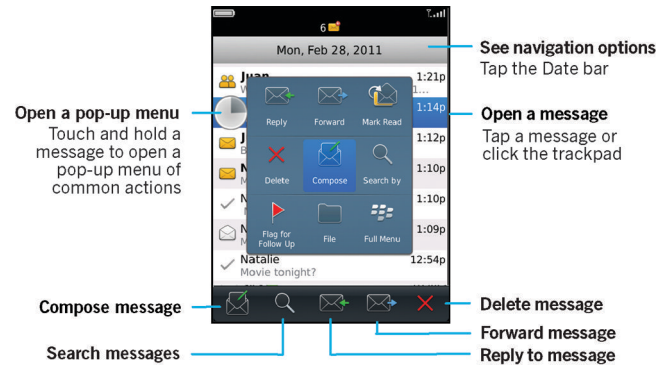 6
Mon, Feb 28, 2011
See navigation options
Tap the Date bar
Juan
1:21p
1...
Open a pop-up menu
Touch and hold a
message to open a
pop-up menu of
common actions
1:14p
Open a message
Tap a message or
click the trackpad
Reply
Forward
Mark Read
1:12p
1:10p
Delete
Compose
Search by
1:10p
1:09p
Flag for
Follow Up
File
Full Menu
Natalie
12:54p
Movie tonight?
Compose message
Delete message
Forward message
Search messages
Reply to message